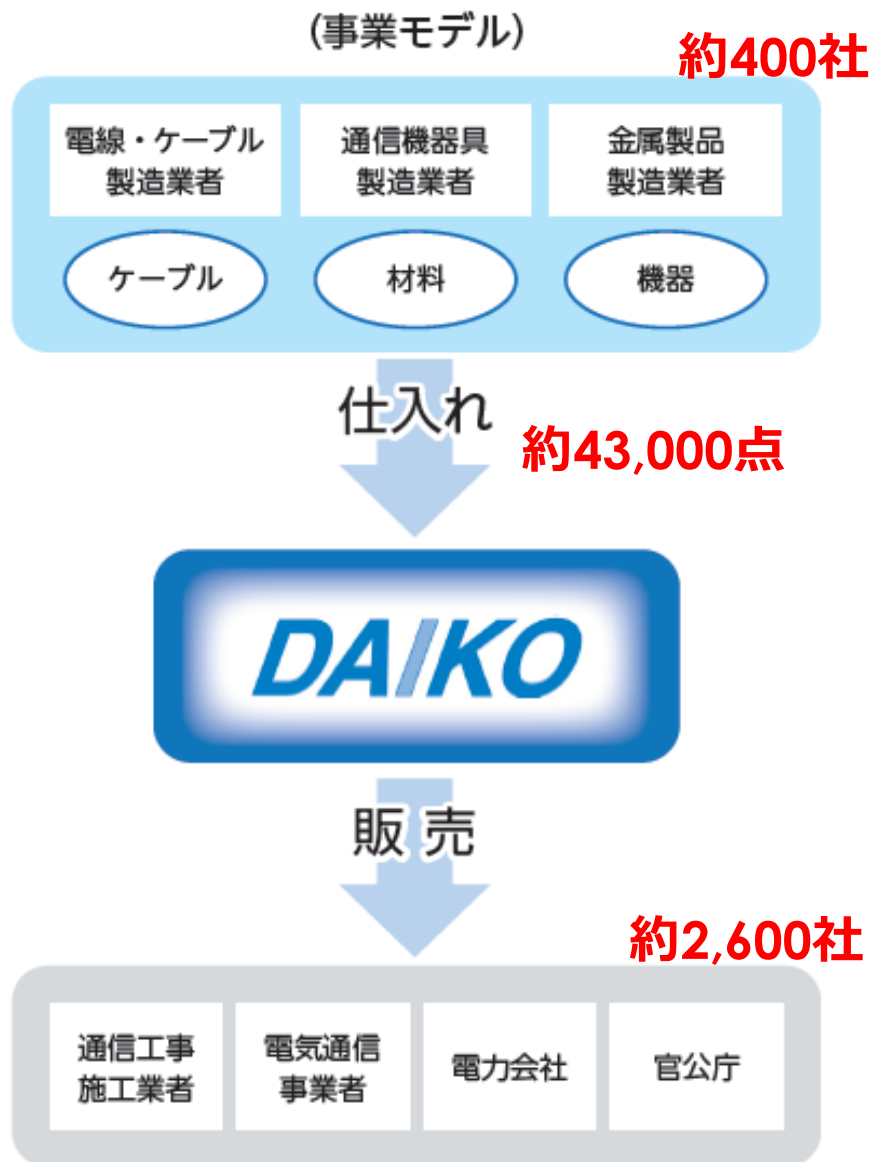 (事業モデル)
約400社
電線・ケーブル
製造業者
通信機器具
製造業者
金属製品
製造業者
ケーブル
材料
機器
仕入れ
約43,000点
DAIKO
販売
約2,600社
通信工事
施工業者
電気通信
事業者
電力会社
官公庁